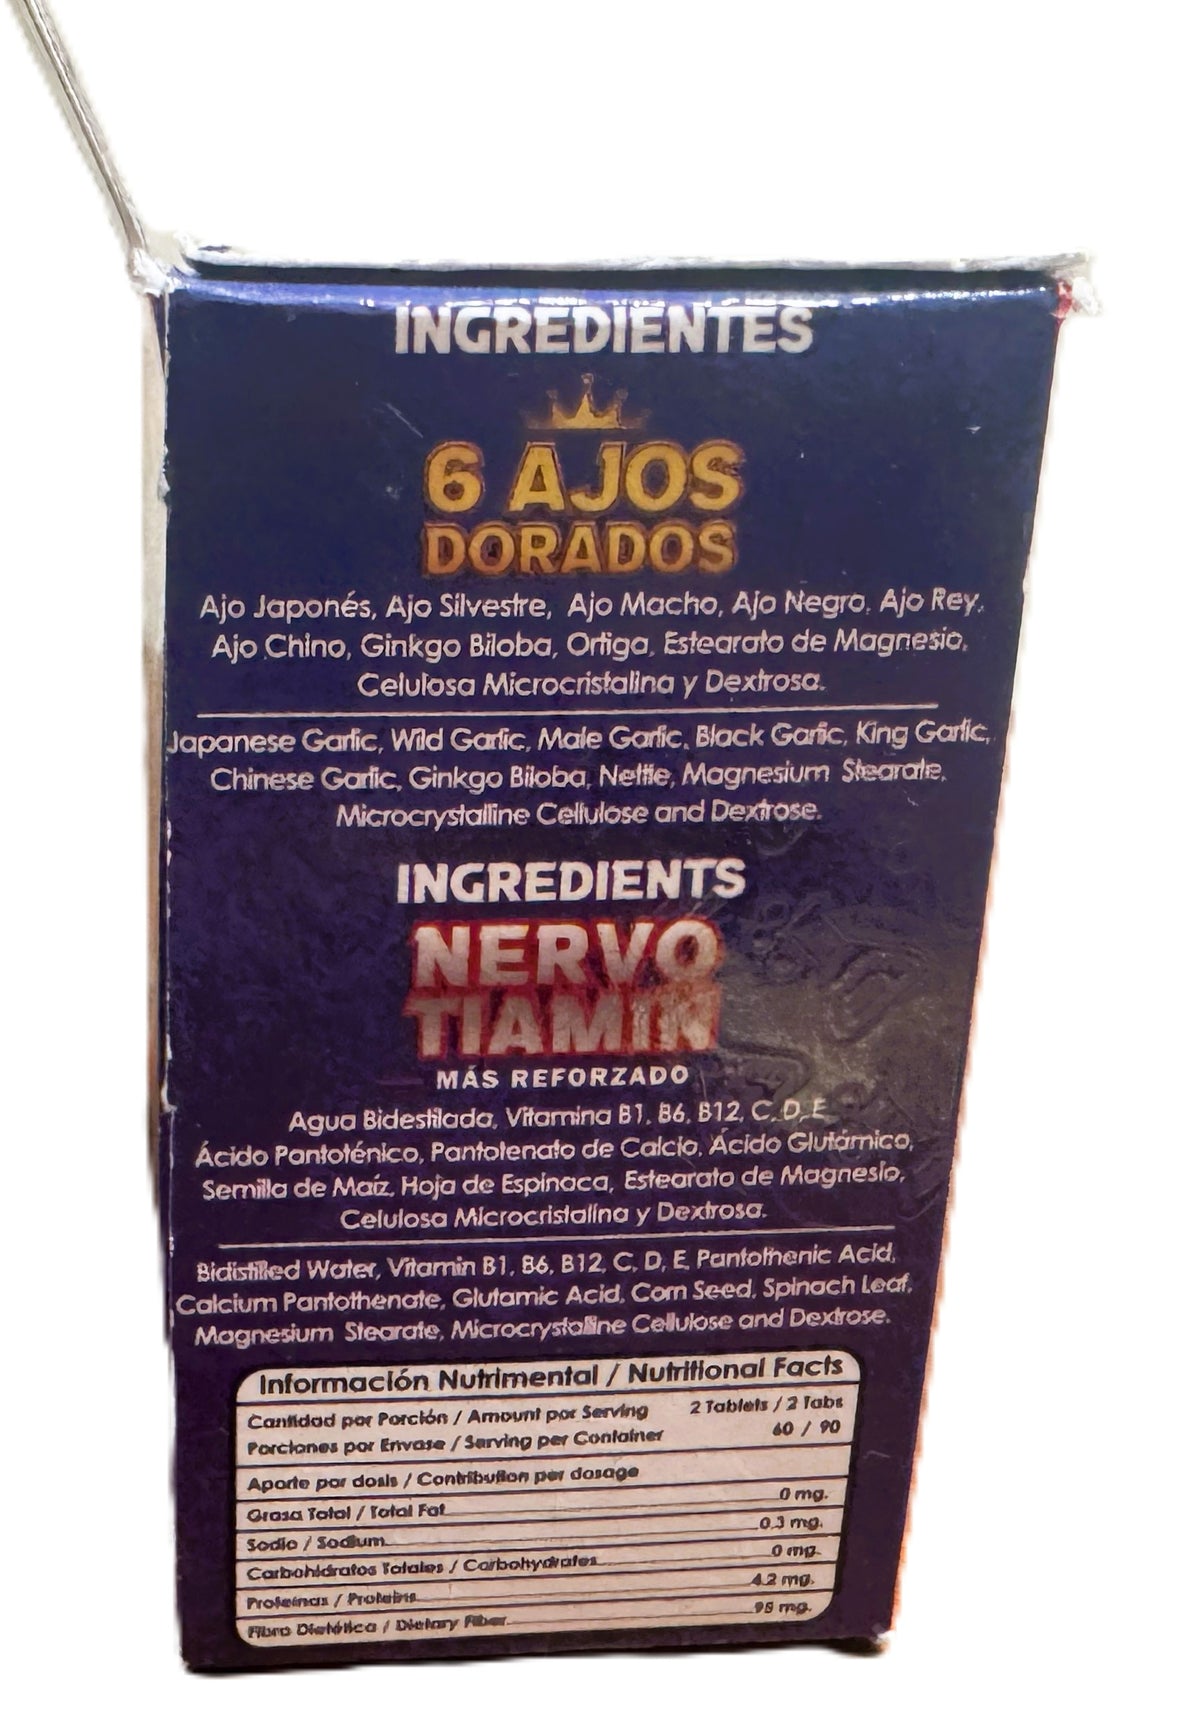 INGREDIENTES
6 AJOS
DORADOS
Ajo Japonés, Ajo Silvestre, Ajo Macho, Ajo Negro, Ajo Rey,
Ajo Chino, Ginkgo Biloba, Ortiga, Estearato de Magnesio,
Celulosa Microcristalina y Dextrosa.
Japanese Garlic, Wild Garlic, Male Garlic, Black Garlic, King Garlic,
Chinese Garlic, Ginkgo Biloba, Nettle, Magnesium Stearate,
Microcrystalline Cellulose and Dextrose.
INGREDIENTS
NERVO
TIAMIN
MÁS REFORZADO
Agua Bidestilada, Vitamina B1, B6, B12, C, D, E
Ácido Pantoténico, Pantotenato de Calcio, Ácido Glutámico,
Semilla de Maíz, Hoja de Espinaca, Estearato de Magnesio,
Celulosa Microcristalina y Dextrosa.
Bidistilled Water, Vitamin B1, B6, B12, C, D, E, Pantothenic Acid,
Calcium Pantothenate, Glutamic Acid, Corn Seed, Spinach Leaf,
Magnesium Stearate, Microcrystalline Cellulose and Dextrose.
Información Nutrimental / Nutritional Facts
Cantidad por Porción / Amount por Serving 2 Tablets / 2 Tabs
Porciones por Envase / Serving per Container 60 / 90
Aporte por dosis / Contribution per dosage
Grasa Total / Total Fat 0 mg.
Sodio / Sodium 0.3 mg.
Carbohidratos Totales / Carbohydrates 0 mg.
Proteínas / Proteins 4.2 mg.
Fibra Dietética / Dietary Fiber 95 mg.